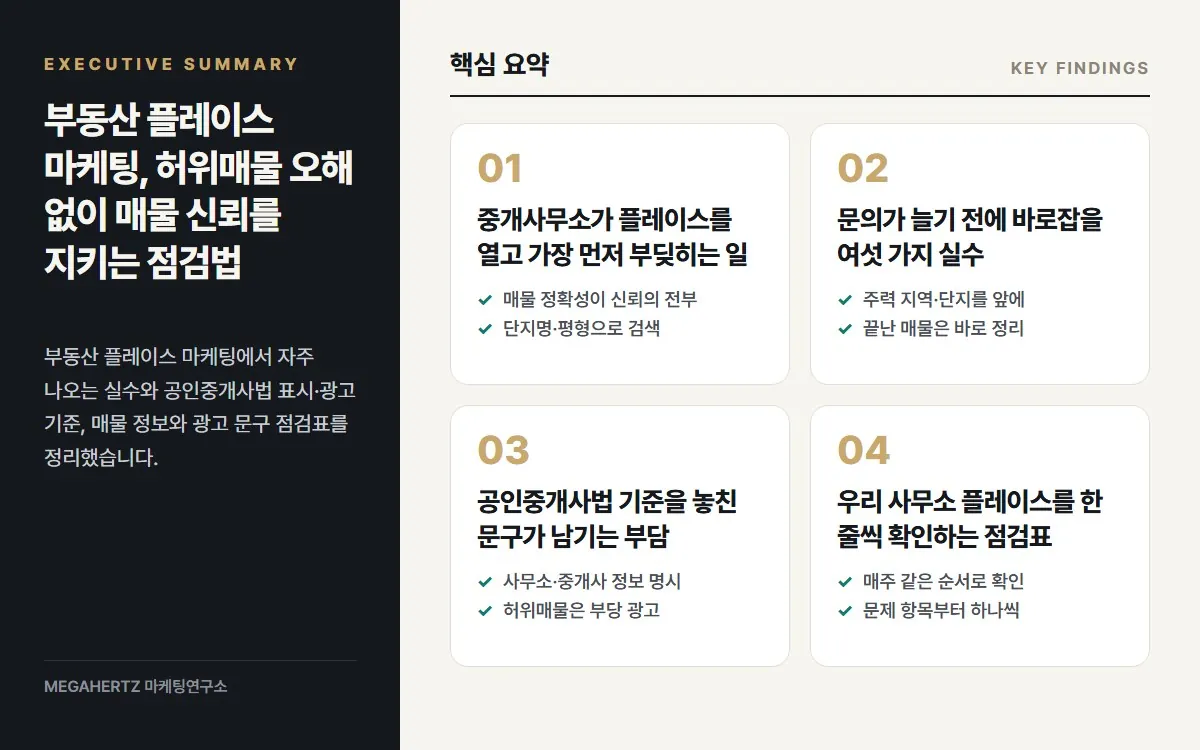 EXECUTIVE SUMMARY
부동산 플레이스
마케팅, 허위매물 오해
없이 매물 신뢰를
지키는 점검법
부동산 플레이스 마케팅에서 자주
나오는 실수와 공인중개사법 표시·광고
기준, 매물 정보와 광고 문구 점검표를
정리했습니다.
MEGAHERTZ 마케팅연구소
핵심 요약
KEY FINDINGS
01
중개사무소가 플레이스를
열고 가장 먼저 부딪히는 일
매물 정확성이 신뢰의 전부
단지명·평형으로 검색
02
문의가 늘기 전에 바로잡을
여섯 가지 실수
주력 지역·단지를 앞에
끝난 매물은 바로 정리
03
공인중개사법 기준을 놓친
문구가 남기는 부담
사무소·중개사 정보 명시
허위매물은 부당 광고
04
우리 사무소 플레이스를 한
줄씩 확인하는 점검표
매주 같은 순서로 확인
문제 항목부터 하나씩